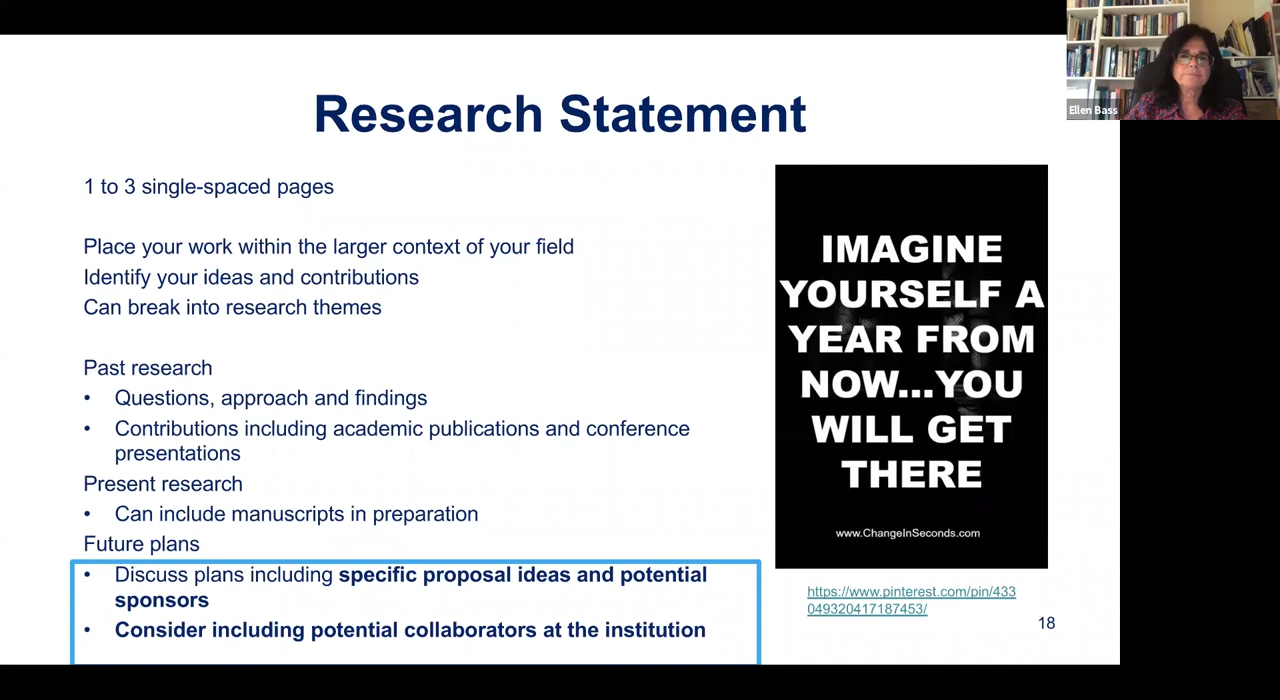 Research Statement
1 to 3 single-spaced pages
Place your work within the larger context of your field
Identify your ideas and contributions
Can break into research themes
Past research
• Questions, approach and findings
• Contributions including academic publications and conference
presentations
Present research
• Can include manuscripts in preparation
Future plans
• Discuss plans including specific proposal ideas and potential
sponsors
• Consider including potential collaborators at the institution
IMAGINE
YOURSELF A
YEAR FROM
NOW...YOU
WILL GET
THERE
www.ChangeInSeconds.com
https://www.pinterest.com/pin/433
049320417187453/
18
Ellen Bass